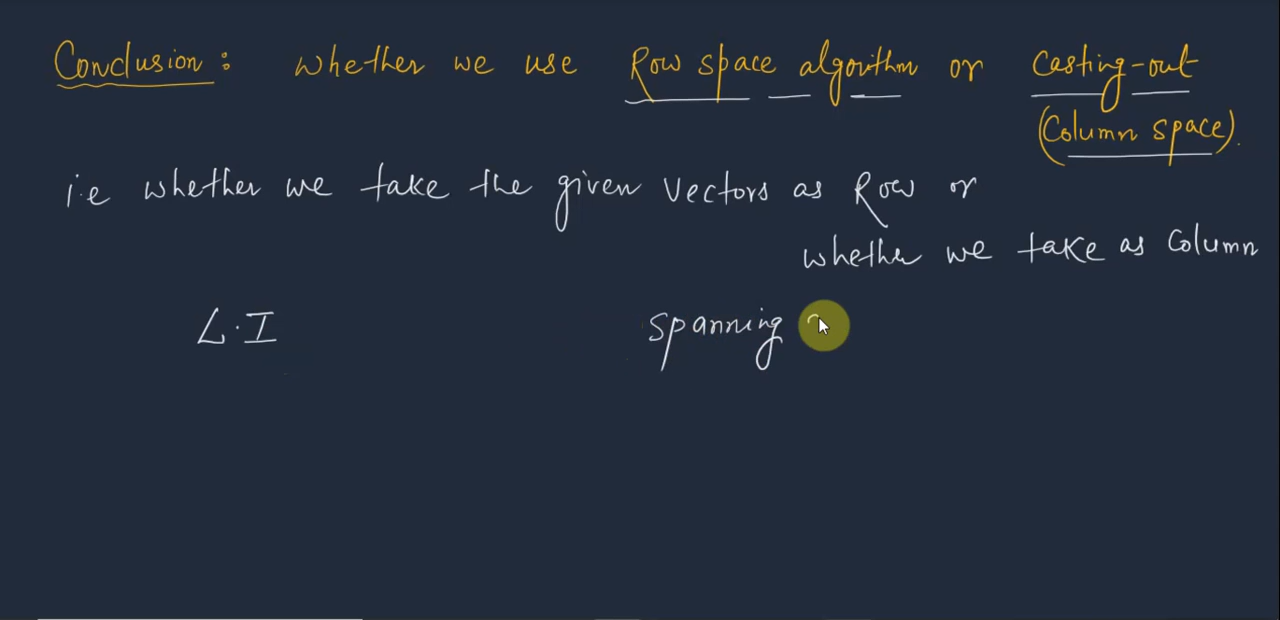 Conclusion: whether we use Row space algorithm or Casting-out
(Column space).
i.e whether we take the given vectors as Row or
whether we take as Column
L.I spanning